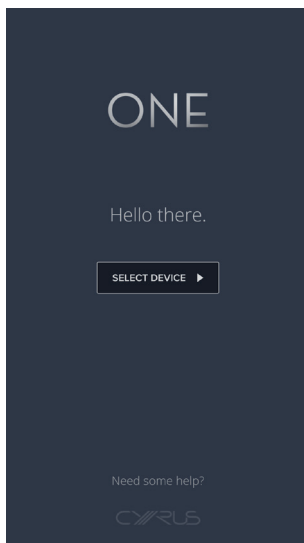 ONE
Hello there.
SELECT DEVICE
Need some help?
CYRUS